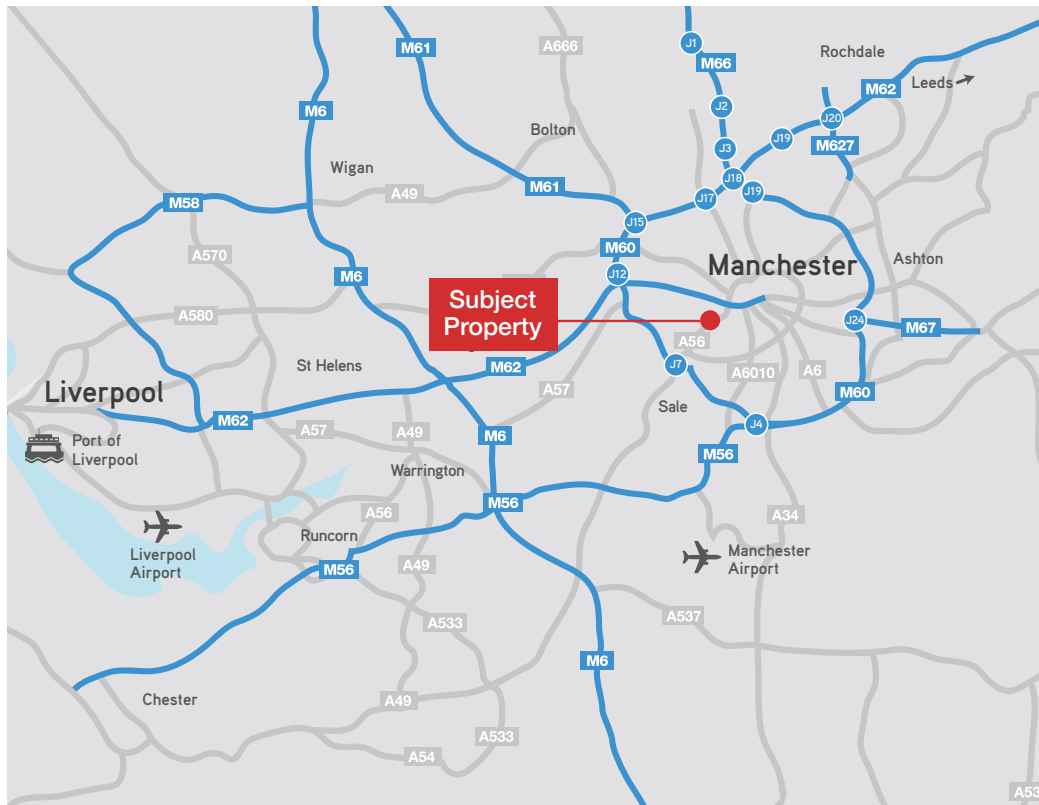 J1
M61
A666
Rochdale
M66
Leeds
M62
M6
J2
J20
Bolton
J19
M627
J3
Wigan
J18
M61
A49
J17
J19
M58
J15
M60
A570
Manchester
Ashton
J12
M6
Subject
Property
A580
J24
M67
A56
St Helens
J7
M62
A6010
A6
A57
M60
Liverpool
Sale
M62
J4
A57
A49
M6
Port of
Liverpool
M56
Warrington
M56
A56
A34
Runcorn
Liverpool
Airport
Manchester
Airport
M56
A49
A537
A533
M6
Chester
A49
A533
A54